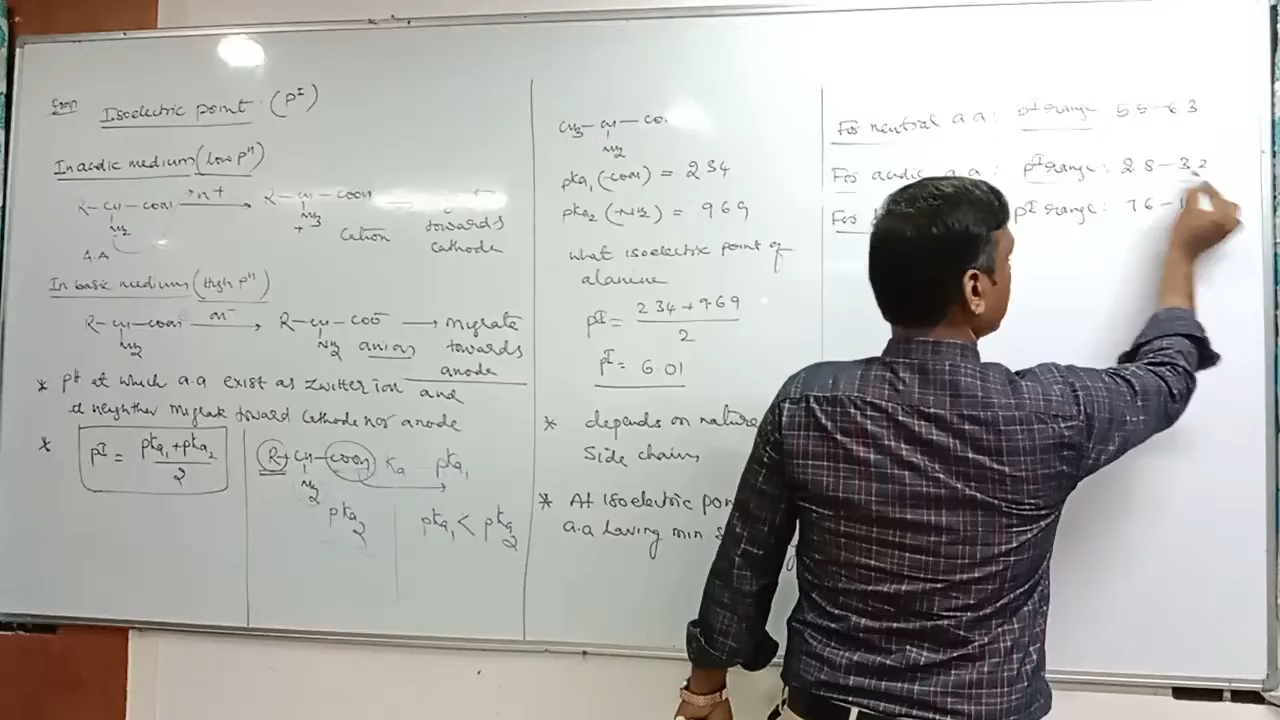 Isoelectric point. (pI)
In acidic medium (low pH)
R-CH-COOH H+ R-CH-COOH
NH2 NH3 towards
+ Cation cathode
A.A
In basic medium (High pH)
R-CH-COOH OH- R-CH-COO- → migrate
NH2 NH2 anion towards
anode
* pH at which a.a exist as zwitter ion and
it neighther migrate toward cathode nor anode
* pI = pka1+pka2
2
R-CH-COOH Ka pka1
NH2
pka2 pka1 < pka2
CH3-CH-CO
NH2
pka1 (COOH) = 2 34
pka2 (NH2) = 9 69
what isoelectric point of
alanine
pI = 2 34+9 69
2
pI = 6.01
* depends on nature
Side chain
* At isoelectric
a.a having min
For neutral a a: pI range 5 5-6 3
For acidic a a: pI range: 2 8-3.2
For pI range: 7 6-1